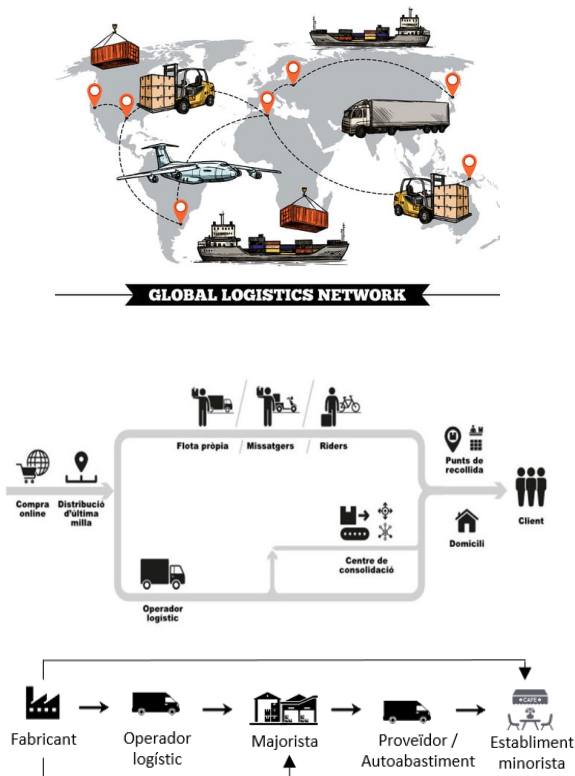 GLOBAL LOGISTICS NETWORK
Flota pròpia
Missatgers
Riders
Compra
online
Distribució
d'última
milla
Punts de
recollida
Client
Domicili
Centre de
consolidació
Operador
logístic
CAFE
Fabricant
Operador
logístic
Majorista
Proveïdor /
Autoabastiment
Establiment
minorista